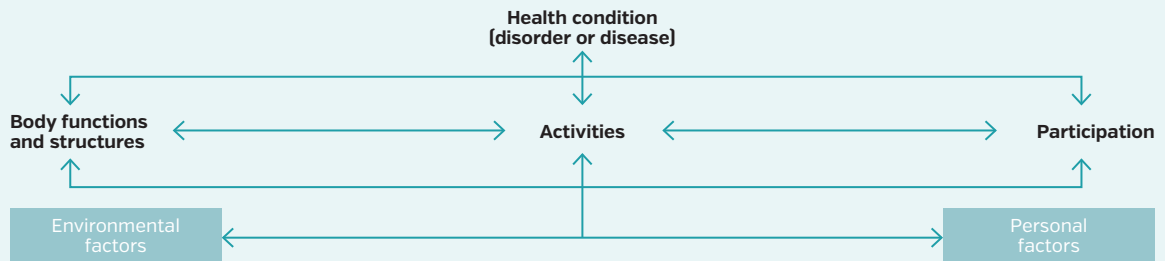 Health condition
(disorder or disease)
Body functions
and structures
Activities
Participation
Environmental
factors
Personal
factors